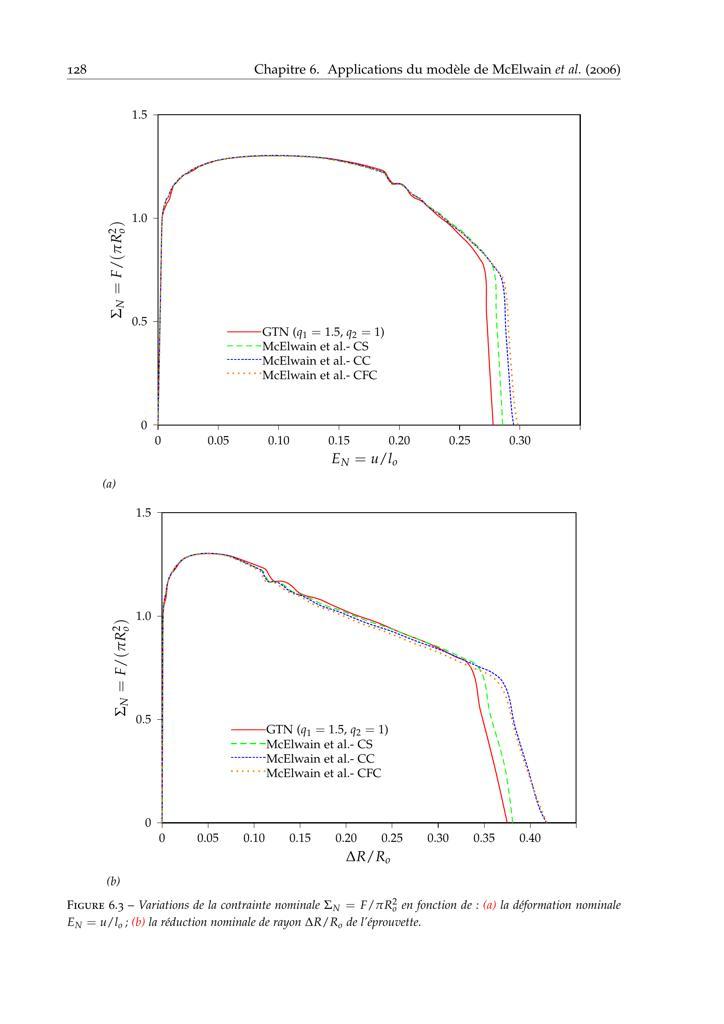 128 Chapitre 6. Applications du modèle de McElwain et al. (2006)
1.5
1.0
0.5
0
Σ_N = F/(πR_o^2)
GTN (q_1 = 1.5, q_2 = 1)
McElwain et al.- CS
McElwain et al.- CC
McElwain et al.- CFC
0 0.05 0.10 0.15 0.20 0.25 0.30
E_N = u/l_o
(a)
1.5
1.0
0.5
0
Σ_N = F/(πR_o^2)
GTN (q_1 = 1.5, q_2 = 1)
McElwain et al.- CS
McElwain et al.- CC
McElwain et al.- CFC
0 0.05 0.10 0.15 0.20 0.25 0.30 0.35 0.40
ΔR/R_o
(b)
Figure 6.3 – Variations de la contrainte nominale Σ_N = F/πR_o^2 en fonction de : (a) la déformation nominale
E_N = u/l_o ; (b) la réduction nominale de rayon ΔR/R_o de l'éprouvette.